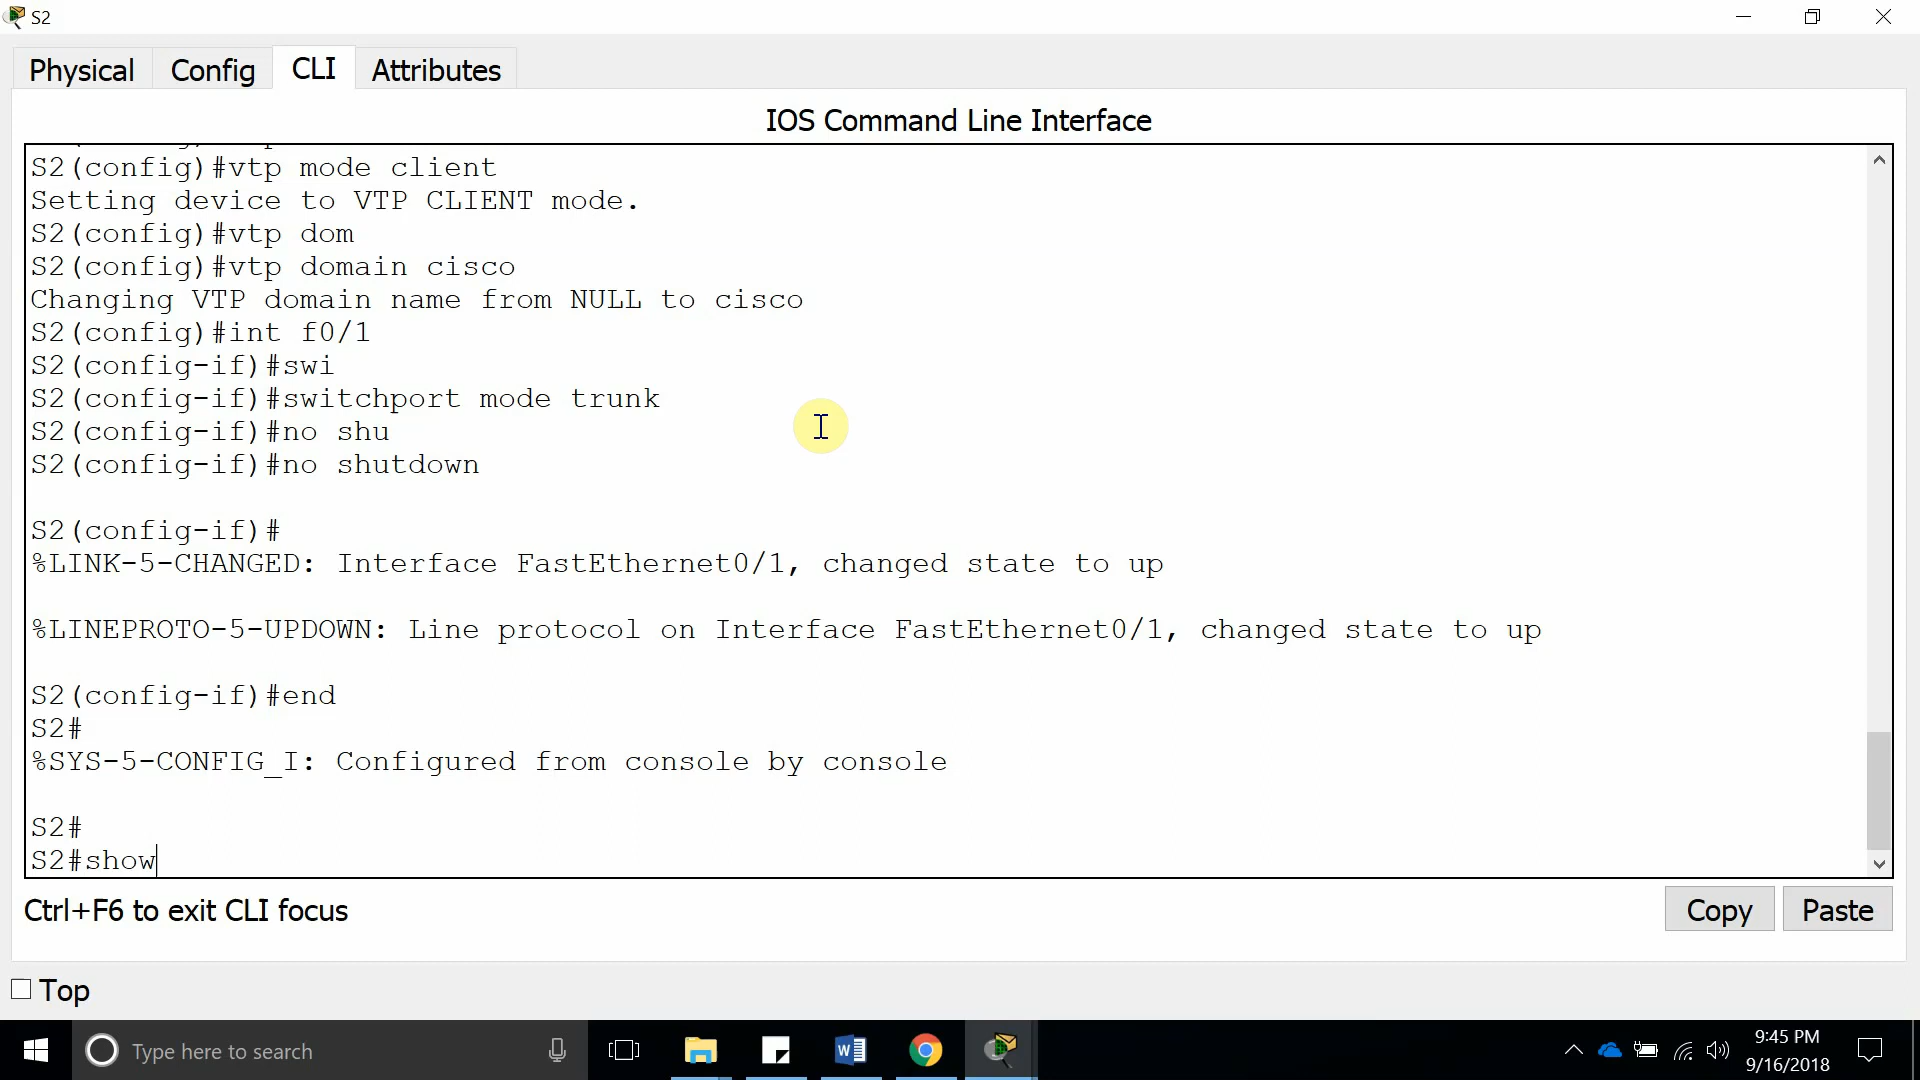 S2
Physical
Config
CLI
Attributes
IOS Command Line Interface
S2(config)#vtp mode client
Setting device to VTP CLIENT mode.
S2(config)#vtp dom
S2(config)#vtp domain cisco
Changing VTP domain name from NULL to cisco
S2(config)#int f0/1
S2(config-if)#swi
S2(config-if)#switchport mode trunk
S2(config-if)#no shu
S2(config-if)#no shutdown
S2(config-if)#
%LINK-5-CHANGED: Interface FastEthernet0/1, changed state to up
%LINEPROTO-5-UPDOWN: Line protocol on Interface FastEthernet0/1, changed state to up
S2(config-if)#end
S2#
%SYS-5-CONFIG_I: Configured from console by console
S2#
S2#show
Ctrl+F6 to exit CLI focus
Copy
Paste
Top
Type here to search
9:45 PM
9/16/2018